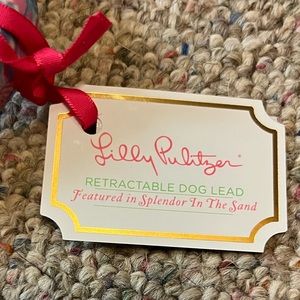 Lilly Pulitzer®
RETRACTABLE DOG LEAD
Featured in Splendor In The Sand